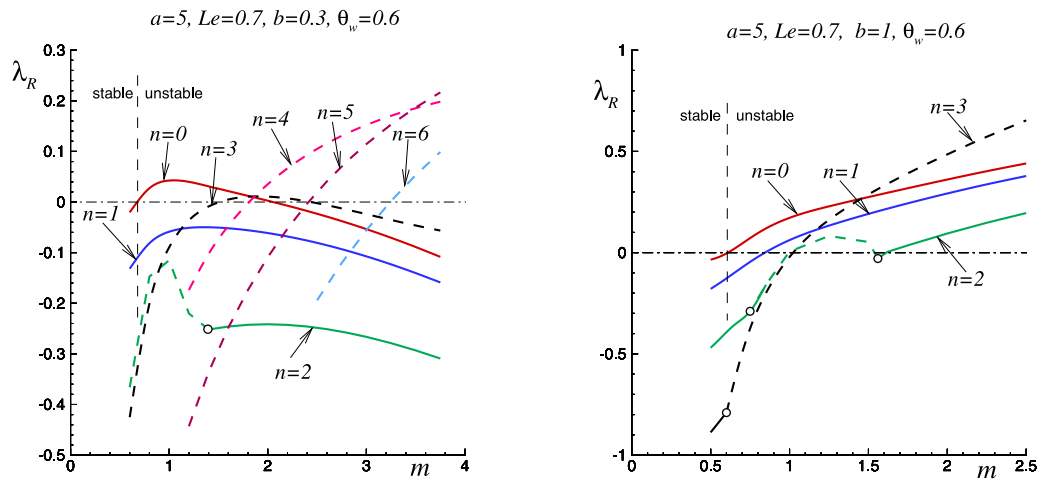 a=5, Le=0.7, b=0.3, θw=0.6
λR
stable
unstable
n=0
n=1
n=3
n=4
n=5
n=6
n=2
0.3
0.2
0.1
0
-0.1
-0.2
-0.3
-0.4
-0.5
0
1
2
3
4
m
a=5, Le=0.7, b=1, θw=0.6
λR
stable
unstable
n=3
n=0
n=1
n=2
1
0.5
0
-0.5
-1
0
0.5
1
1.5
2
2.5
m